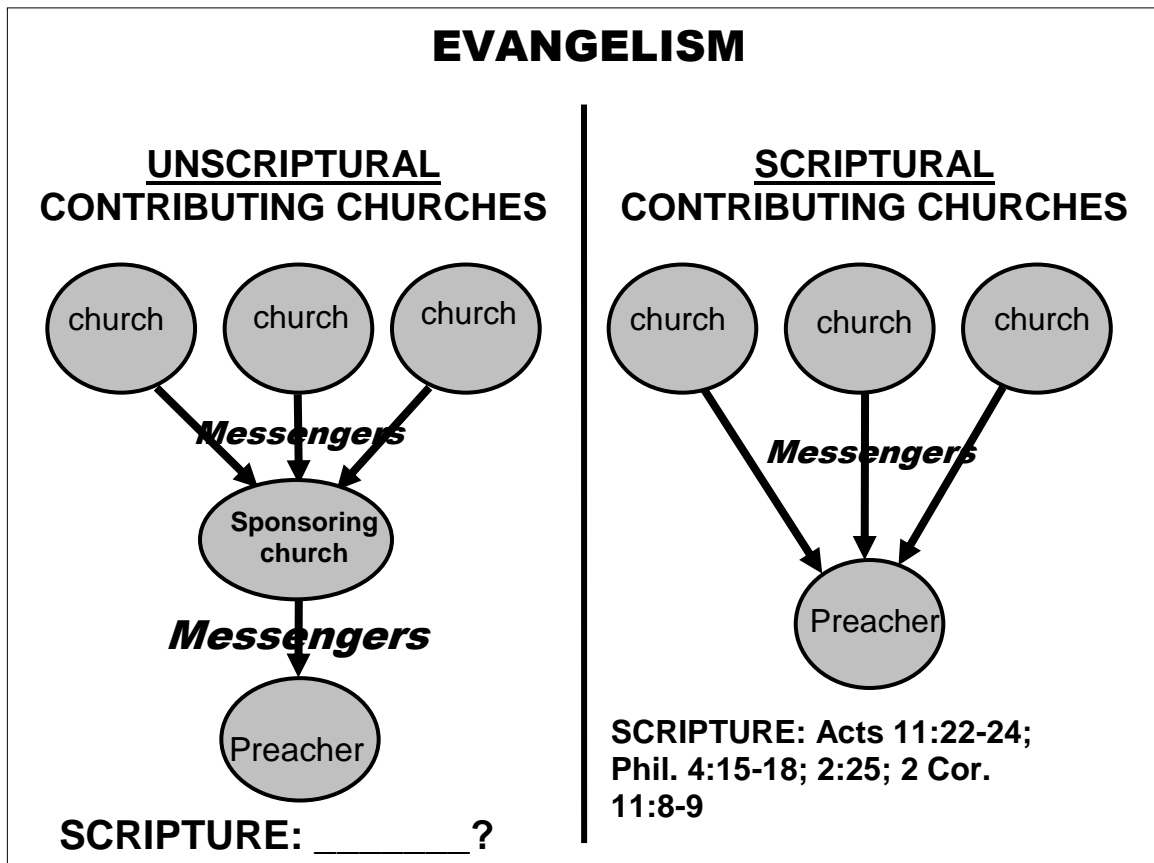 EVANGELISM
UNSCRIPTURAL
CONTRIBUTING CHURCHES
church
church
church
Messengers
Sponsoring
church
Messengers
Preacher
SCRIPTURE: _______?
SCRIPTURAL
CONTRIBUTING CHURCHES
church
church
church
Messengers
Preacher
SCRIPTURE: Acts 11:22-24;
Phil. 4:15-18; 2:25; 2 Cor.
11:8-9